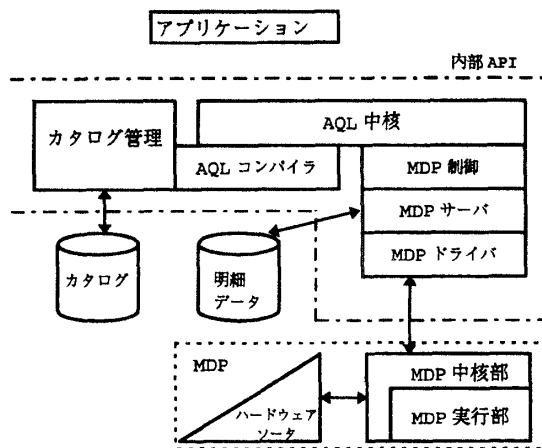 アプリケーション
内部API
カタログ管理
AQL 中核
AQL コンパイラ
MDP 制御
MDP サーバ
MDP ドライバ
カタログ
明細
データ
MDP
ハードウェア
ソータ
MDP 中核部
MDP 実行部